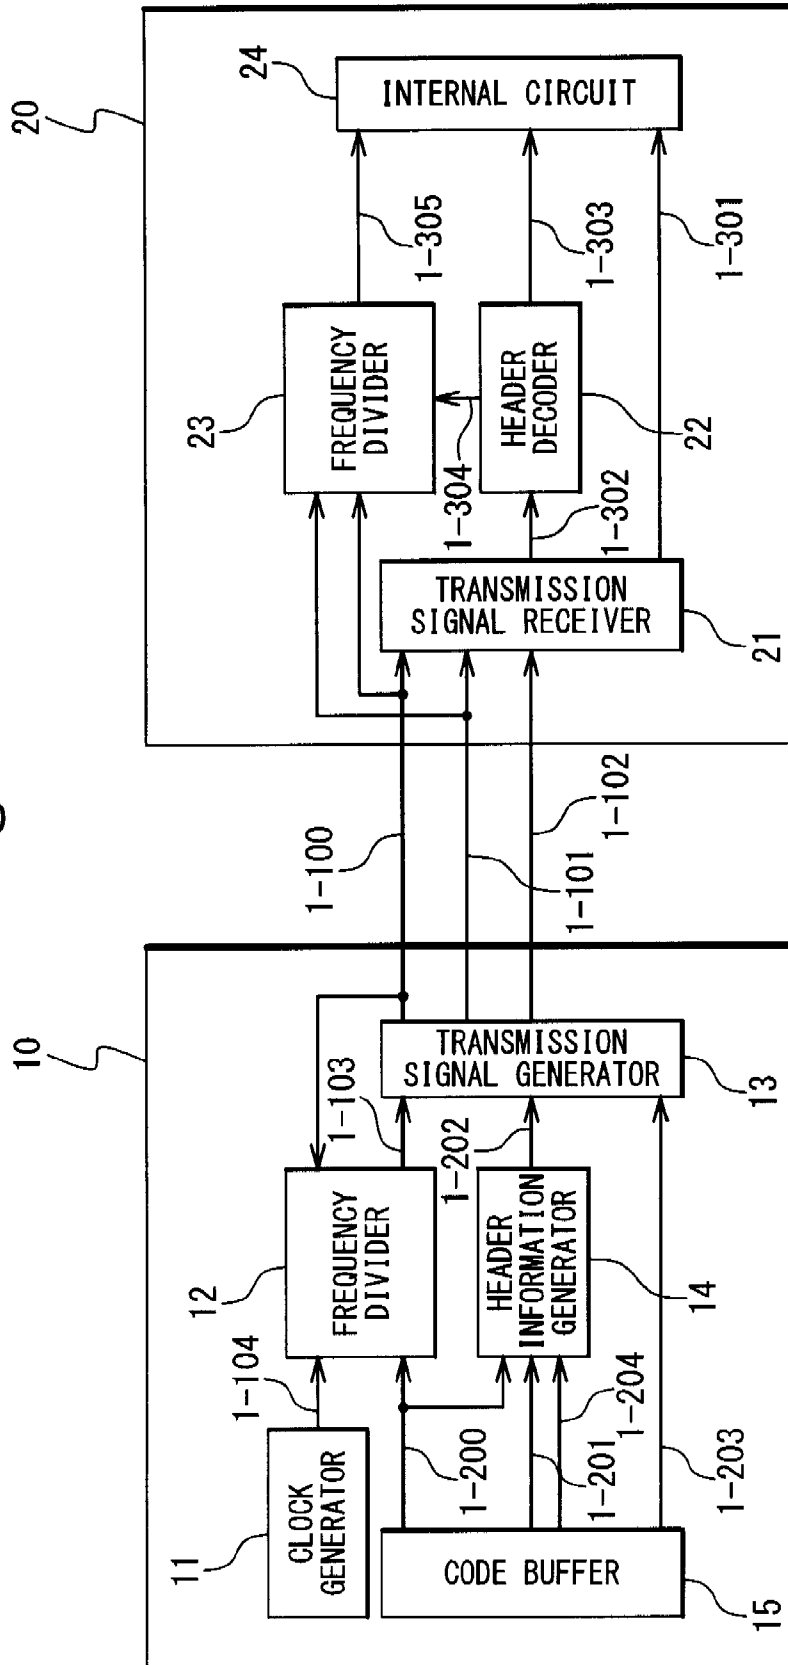 10
11
CLOCK
GENERATOR
1-104
12
FREQUENCY
DIVIDER
1-103
1-200
CODE BUFFER
15
1-201
1-204
1-203
HEADER
INFORMATION
GENERATOR
14
1-202
TRANSMISSION
SIGNAL GENERATOR
13
1-100
1-101
1-102
20
TRANSMISSION
SIGNAL RECEIVER
21
23
FREQUENCY
DIVIDER
1-304
1-302
HEADER
DECODER
22
1-305
1-303
1-301
24
INTERNAL CIRCUIT